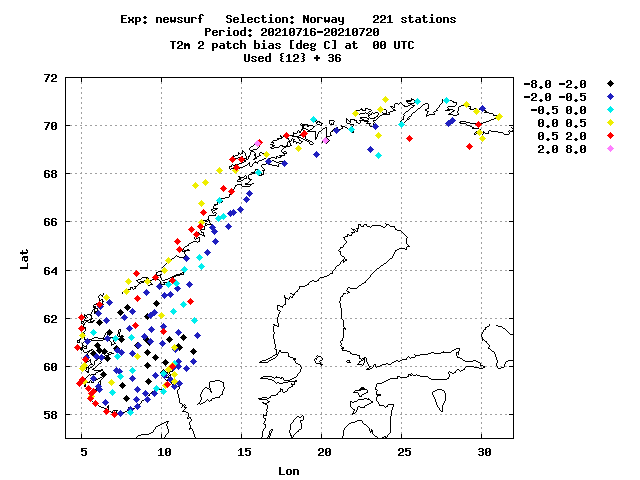 Exp: newsurf Selection: Norway 221 stations
Period: 20210716-20210720
T2m 2 patch bias [deg C] at 00 UTC
Used {12} + 36
72
70
68
66
64
62
60
58
Lat
5 10 15 20 25 30
Lon
-8.0 -2.0
-2.0 -0.5
-0.5 0.0
0.0 0.5
0.5 2.0
2.0 8.0